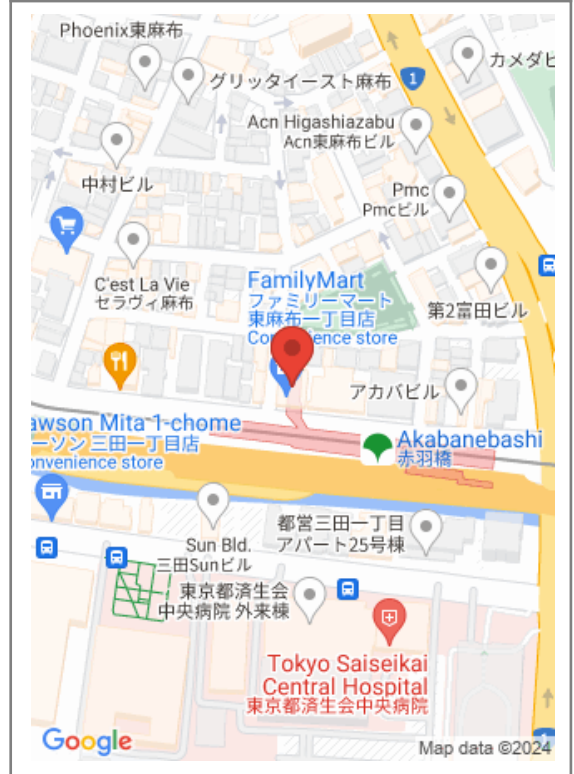 Phoenix東麻布
グリッタイースト麻布
1
カメダビ
Acn Higashiazabu
Acn東麻布ビル
中村ビル
Pmc
Pmcビル
C'est La Vie
セラヴィ麻布
FamilyMart
ファミリーマート
東麻布一丁目店
Convenience store
第2富田ビル
アカバビル
awson Mita 1-chome
ーソン 三田一丁目店
onvenience store
Akabanebashi
赤羽橋
Sun Bld.
三田Sunビル
都営三田一丁目
アパート25号棟
東京都済生会
中央病院 外来棟
Tokyo Saiseikai
Central Hospital
東京都済生会中央病院
1
Google
Map data ©2024